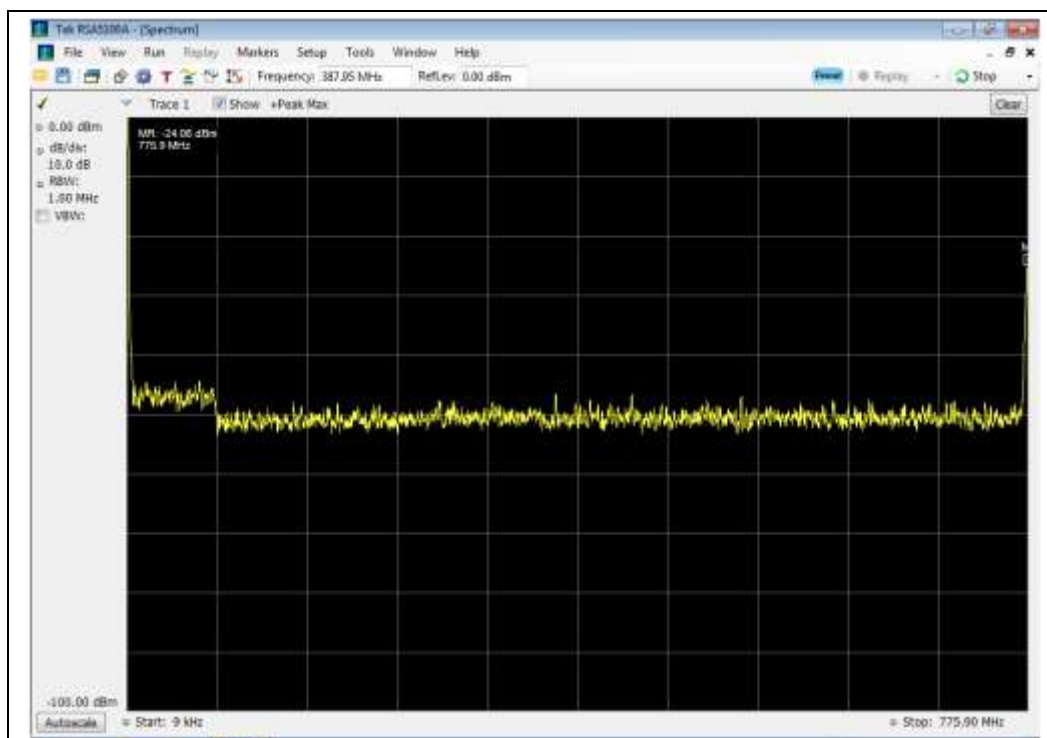 Tek RSA5106A - [Spectrum]
File View Run Replay Markers Setup Tools Window Help
Frequency: 387.95 MHz RefLev: 0.00 dBm Preset Replay Stop
Trace 1 Show +Peak Max Clear
0.00 dBm
dB/div:
10.0 dB
RBW:
1.00 MHz
VBW:
MR: -24.06 dBm
775.9 MHz
M
-100.00 dBm
Autoscale Start: 9 kHz Stop: 775.90 MHz